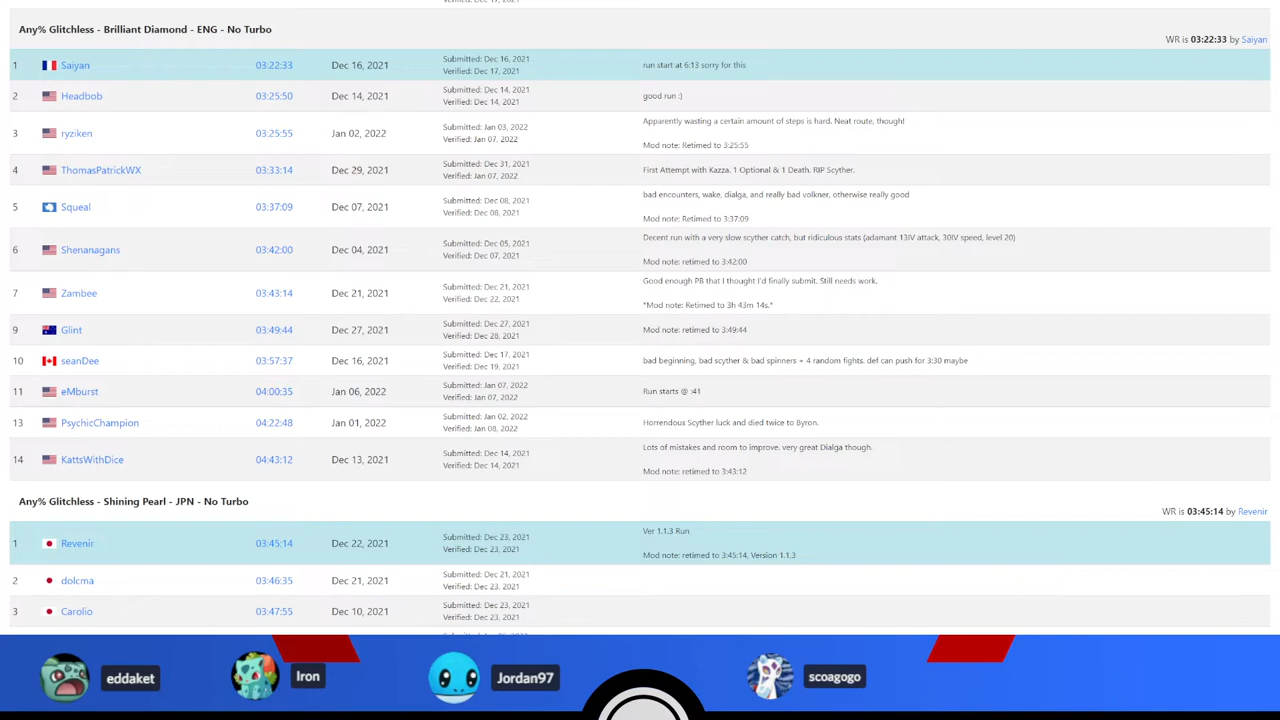 Any% Glitchless - Brilliant Diamond - ENG - No Turbo
WR is 03:22:33 by Saiyan
1 Saiyan 03:22:33 Dec 16, 2021 Submitted: Dec 16, 2021 Verified: Dec 17, 2021 run start at 6:13 sorry for this
2 Headbob 03:25:50 Dec 14, 2021 Submitted: Dec 14, 2021 Verified: Dec 14, 2021 good run :)
3 ryziken 03:25:55 Jan 02, 2022 Submitted: Jan 03, 2022 Verified: Jan 07, 2022 Apparently wasting a certain amount of steps is hard. Neat route, though!
Mod note: Retimed to 3:25:55
4 ThomasPatrickWX 03:33:14 Dec 29, 2021 Submitted: Dec 31, 2021 Verified: Jan 07, 2022 First Attempt with Kazza. 1 Optional & 1 Death. RIP Scyther.
5 Squeal 03:37:09 Dec 07, 2021 Submitted: Dec 08, 2021 Verified: Dec 08, 2021 bad encounters, wake, dialga, and really bad volkner, otherwise really good
Mod note: Retimed to 3:37:09
6 Shenanagans 03:42:00 Dec 04, 2021 Submitted: Dec 05, 2021 Verified: Dec 07, 2021 Decent run with a very slow scyther catch, but ridiculous stats (adamant 13IV attack, 30IV speed, level 20)
Mod note: retimed to 3:42:00
7 Zambee 03:43:14 Dec 21, 2021 Submitted: Dec 21, 2021 Verified: Dec 22, 2021 Good enough PB that I thought I'd finally submit. Still needs work.
*Mod note: Retimed to 3h 43m 14s.*
9 Glint 03:49:44 Dec 27, 2021 Submitted: Dec 27, 2021 Verified: Dec 28, 2021 Mod note: retimed to 3:49:44
10 seanDee 03:57:37 Dec 16, 2021 Submitted: Dec 17, 2021 Verified: Dec 19, 2021 bad beginning, bad scyther & bad spinners + 4 random fights. def can push for 3:30 maybe
11 eMburst 04:00:35 Jan 06, 2022 Submitted: Jan 07, 2022 Verified: Jan 07, 2022 Run starts @ :41
13 PsychicChampion 04:22:48 Jan 01, 2022 Submitted: Jan 02, 2022 Verified: Jan 08, 2022 Horrendous Scyther luck and died twice to Byron.
14 KattsWithDice 04:43:12 Dec 13, 2021 Submitted: Dec 14, 2021 Verified: Dec 14, 2021 Lots of mistakes and room to improve. very great Dialga though.
Mod note: retimed to 3:43:12
Any% Glitchless - Shining Pearl - JPN - No Turbo
WR is 03:45:14 by Revenir
1 Revenir 03:45:14 Dec 22, 2021 Submitted: Dec 23, 2021 Verified: Dec 23, 2021 Ver 1.1.3 Run
Mod note: retimed to 3:45:14, Version 1.1.3
2 dolcma 03:46:35 Dec 21, 2021 Submitted: Dec 21, 2021 Verified: Dec 23, 2021
3 Carolio 03:47:55 Dec 10, 2021 Submitted: Dec 23, 2021 Verified: Dec 23, 2021
eddaket Iron Jordan97 scoagogo